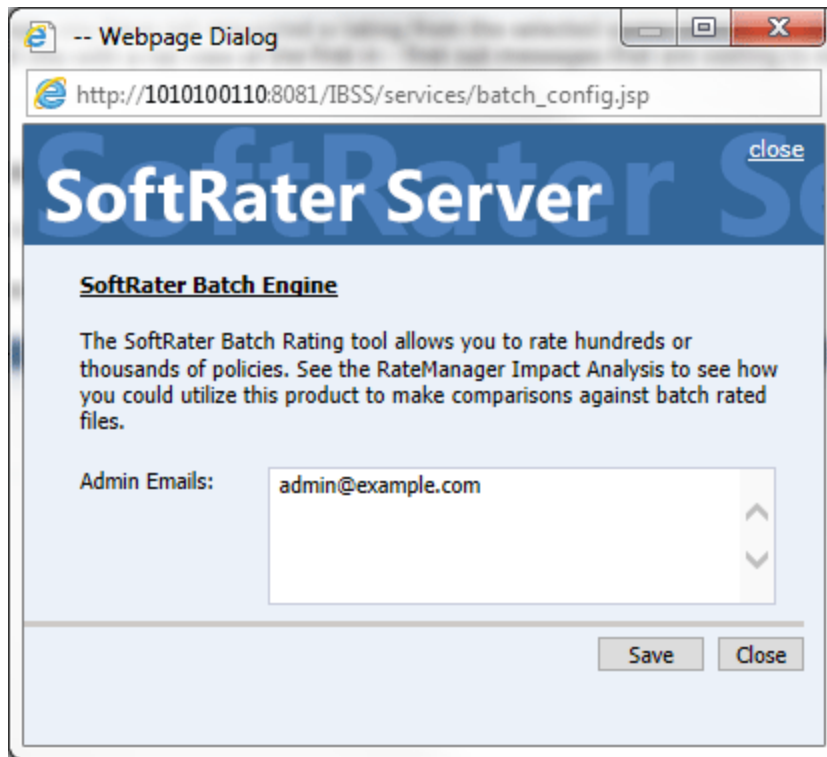 -- Webpage Dialog
http://1010100110:8081/IBSS/services/batch_config.jsp
close
SoftRater Server
SoftRater Batch Engine
The SoftRater Batch Rating tool allows you to rate hundreds or
thousands of policies. See the RateManager Impact Analysis to see how
you could utilize this product to make comparisons against batch rated
files.
Admin Emails:
admin@example.com
Save
Close